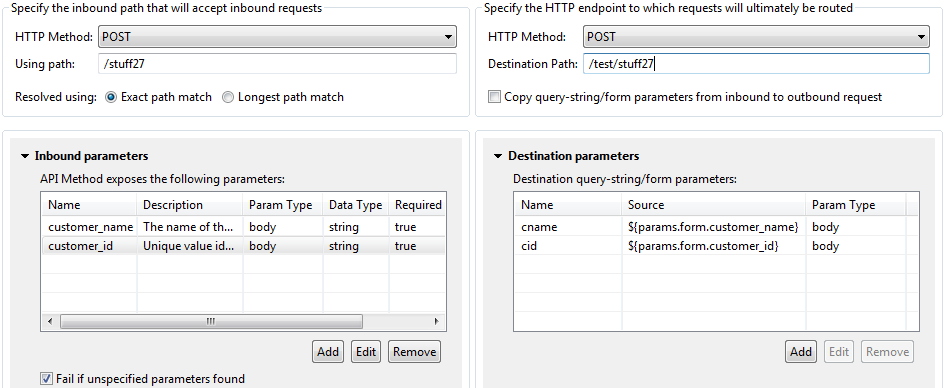 Specify the inbound path that will accept inbound requests
HTTP Method: POST
Using path: /stuff27
Resolved using: Exact path match Longest path match
Specify the HTTP endpoint to which requests will ultimately be routed
HTTP Method: POST
Destination Path: /test/stuff27
Copy query-string/form parameters from inbound to outbound request
Inbound parameters
API Method exposes the following parameters:
Name Description Param Type Data Type Required
customer_name The name of th... body string true
customer_id Unique value id... body string true
Add Edit Remove
Fail if unspecified parameters found
Destination parameters
Destination query-string/form parameters:
Name Source Param Type
cname ${params.form.customer_name} body
cid ${params.form.customer_id} body
Add Edit Remove